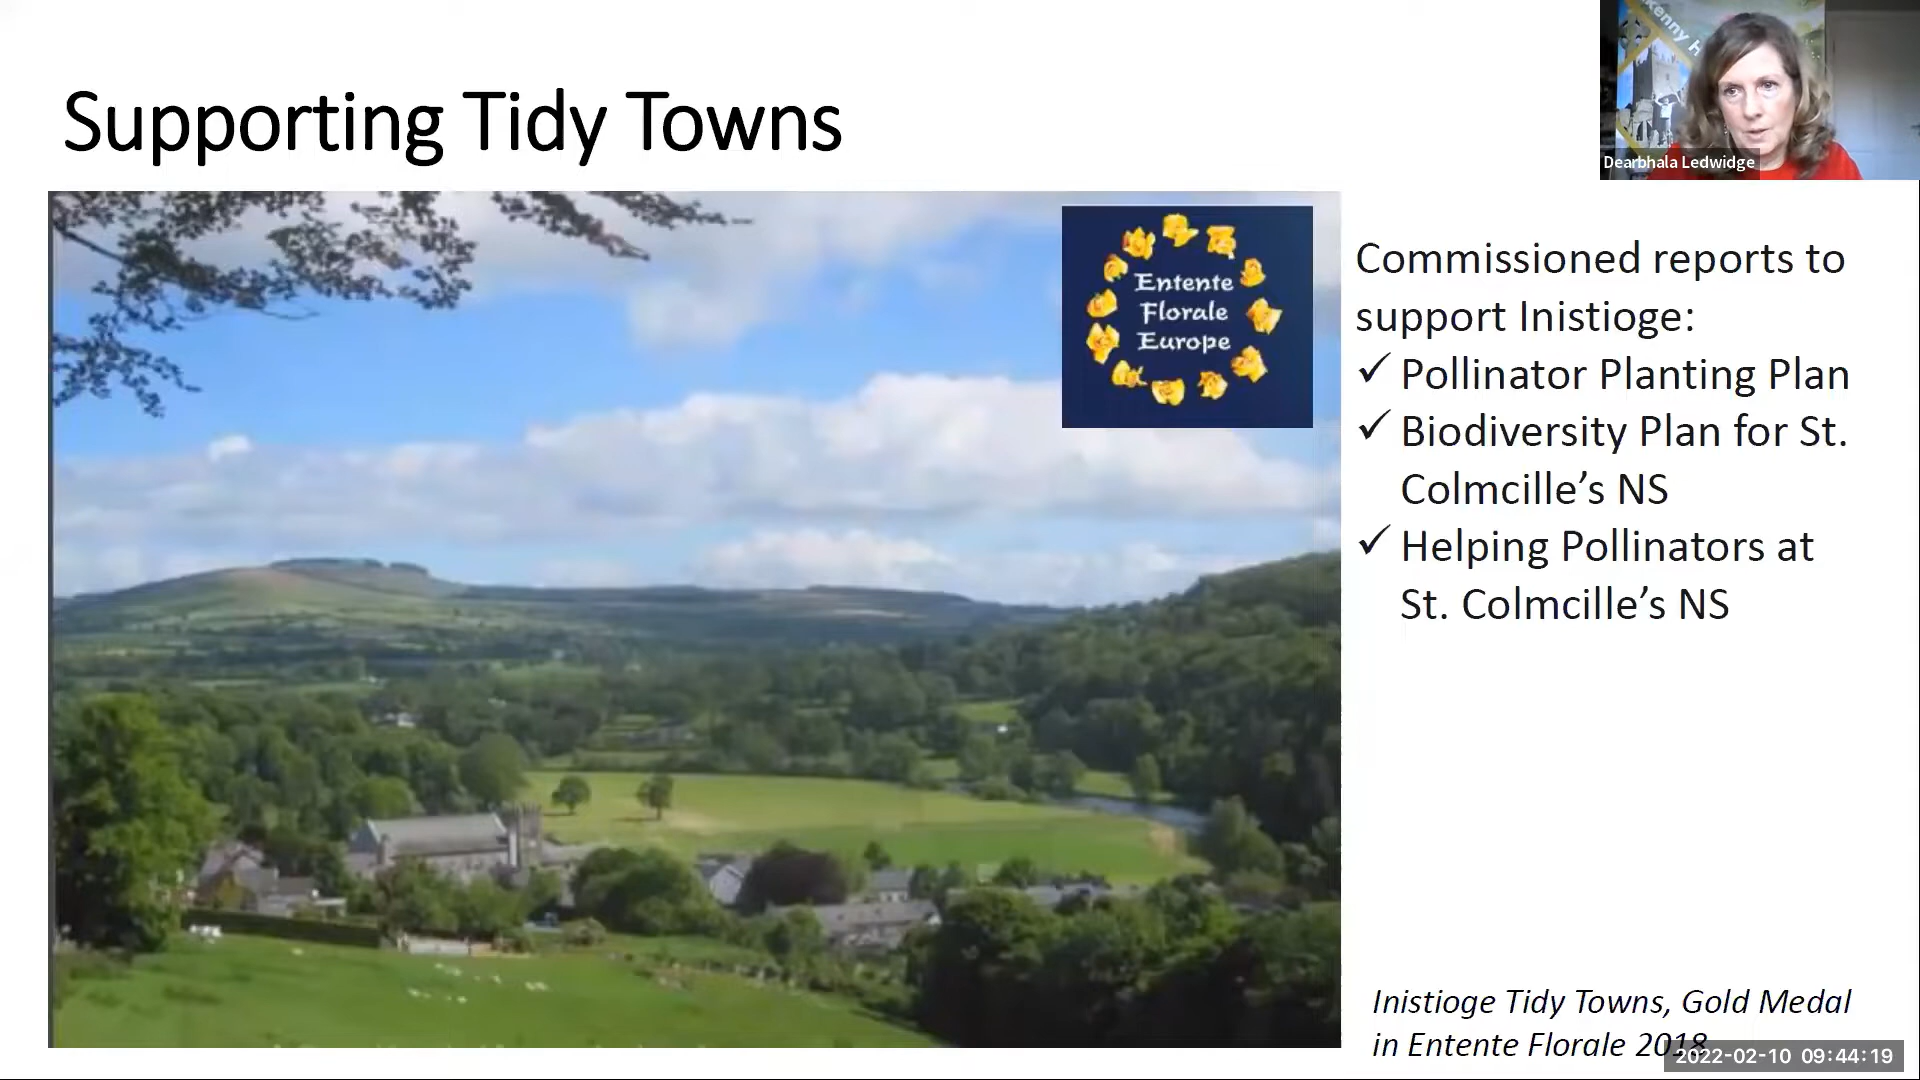 Supporting Tidy Towns
kenny H
Dearbhala Ledwidge
Entente
Florale
Europe
Commissioned reports to
support Inistioge:
✓ Pollinator Planting Plan
✓ Biodiversity Plan for St.
Colmcille’s NS
✓ Helping Pollinators at
St. Colmcille’s NS
Inistioge Tidy Towns, Gold Medal
in Entente Florale 2018
2022-02-10 09:44:19